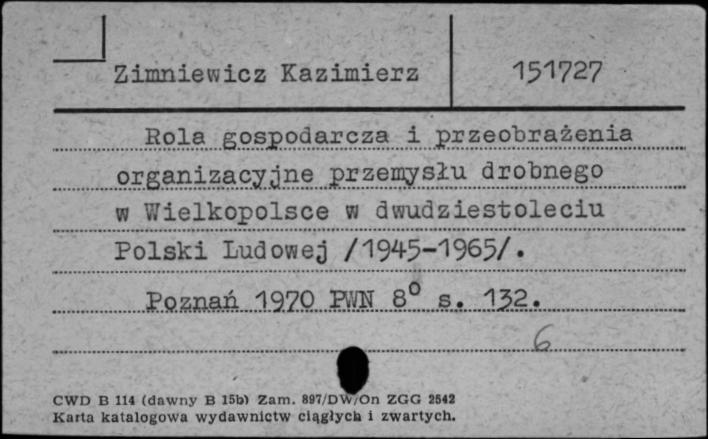 Zimniewicz Kazimierz 151727
Rola gospodarcza i przeobrażenia
organizacyjne przemysłu drobnego
w Wielkopolsce w dwudziestoleciu
Polski Ludowej /1945-1965/.
Poznań 1970 PWN 8° s. 132.
6
CWD B 114 (dawny B 15b) Zam. 897/DW/On ZGG 2542
Karta katalogowa wydawnictw ciągłych i zwartych.